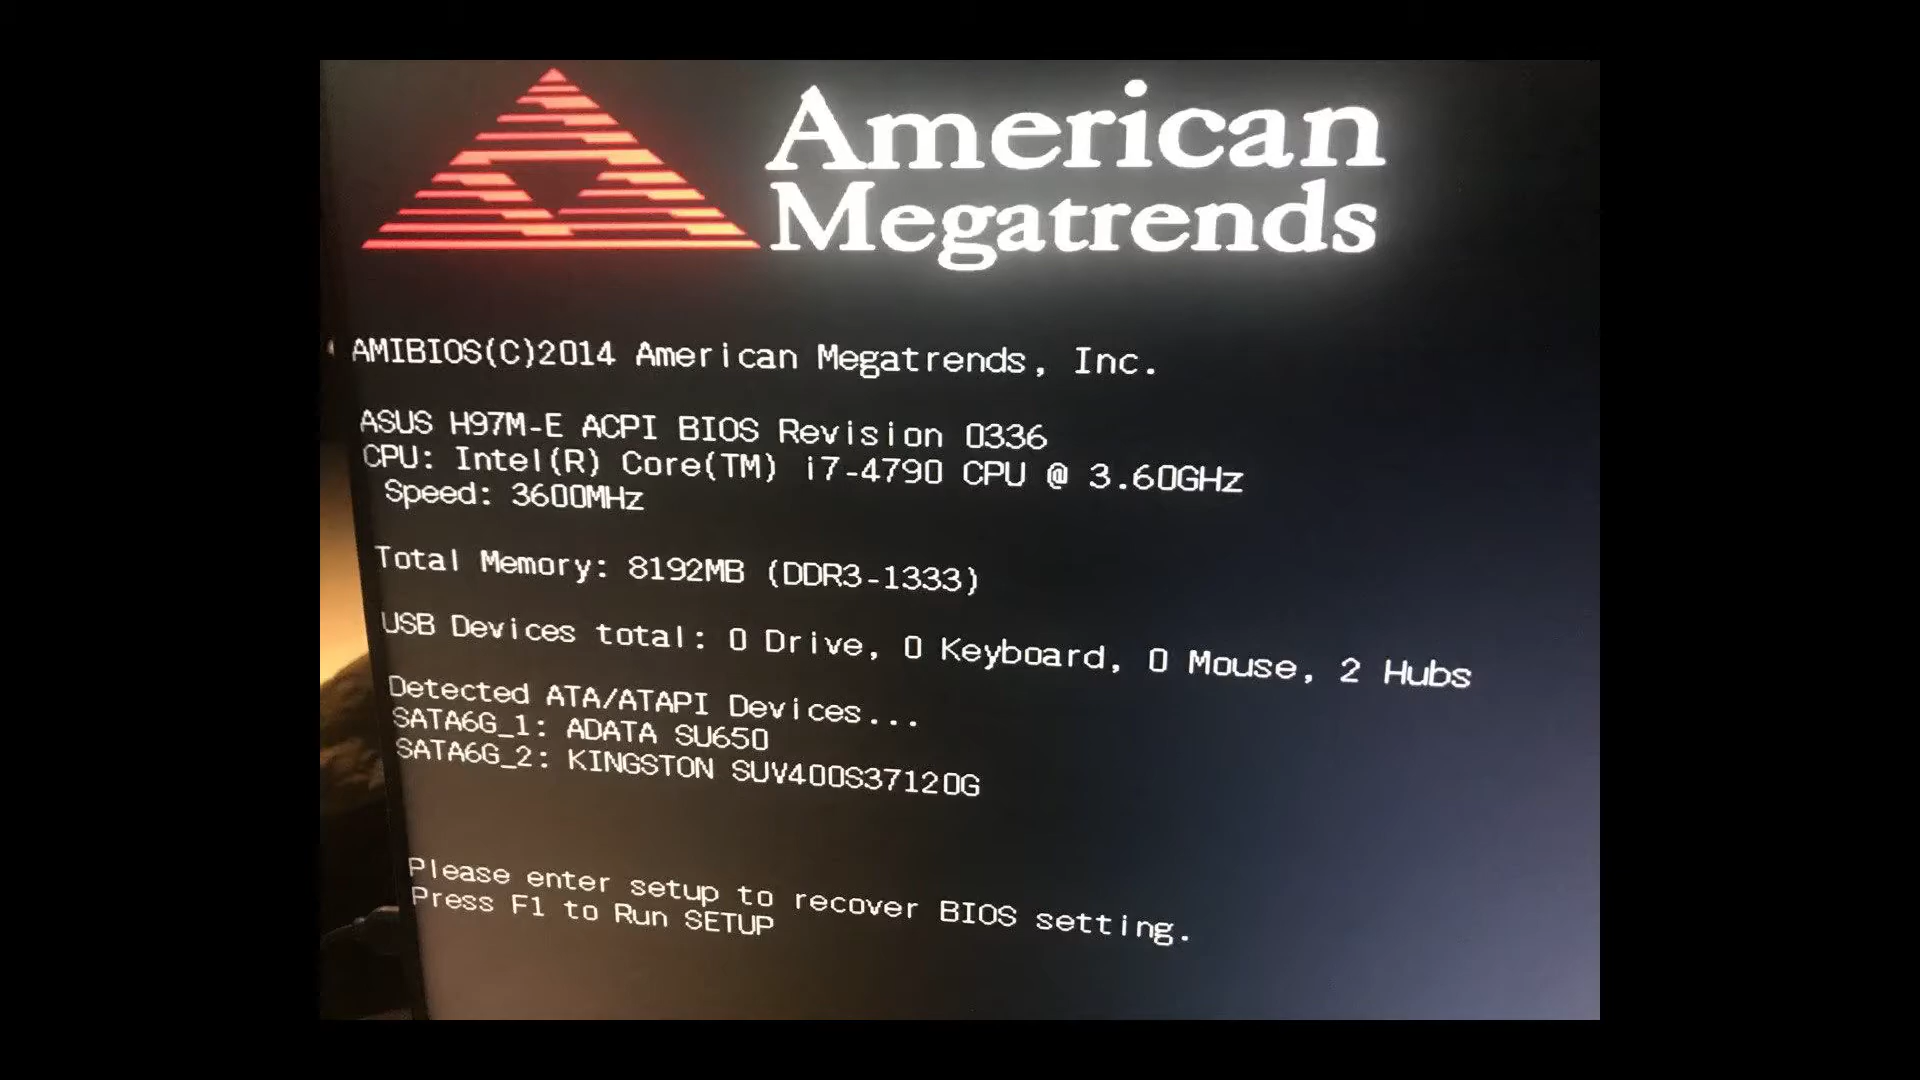 American
Megatrends
AMIBIOS(C)2014 American Megatrends, Inc.
ASUS H97M-E ACPI BIOS Revision 0336
CPU: Intel(R) Core(TM) i7-4790 CPU @ 3.60GHz
Speed: 3600MHz
Total Memory: 8192MB (DDR3-1333)
USB Devices total: 0 Drive, 0 Keyboard, 0 Mouse, 2 Hubs
Detected ATA/ATAPI Devices...
SATA6G_1: ADATA SU650
SATA6G_2: KINGSTON SUV400S37120G
Please enter setup to recover BIOS setting.
Press F1 to Run SETUP